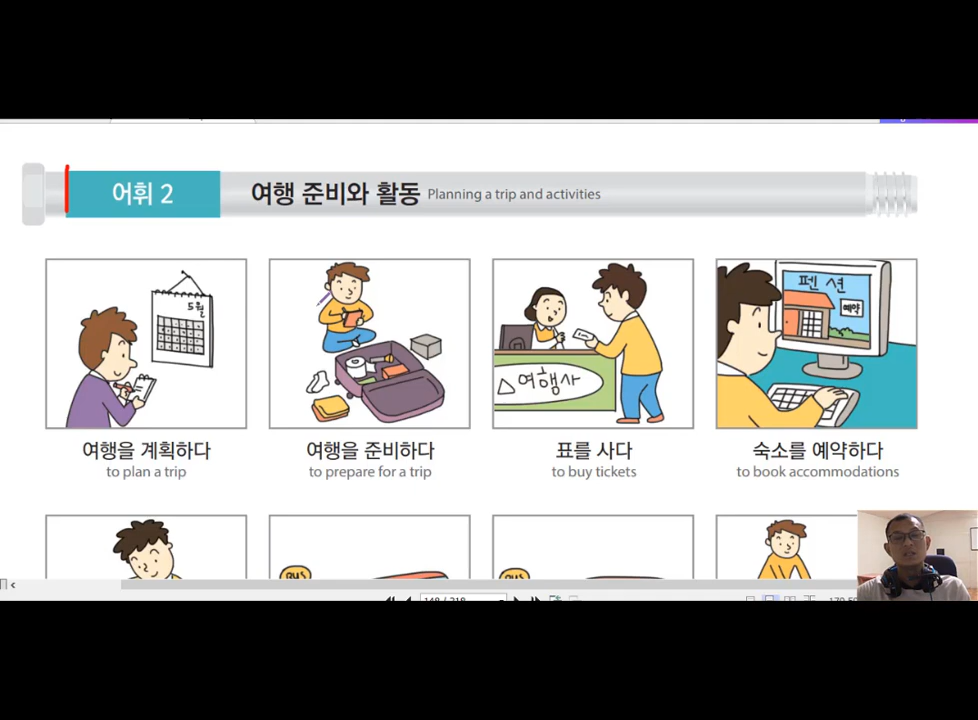 어휘 2
여행 준비와 활동 Planning a trip and activities
5월
여행사
펜션
예약
여행을 계획하다
to plan a trip
여행을 준비하다
to prepare for a trip
표를 사다
to buy tickets
숙소를 예약하다
to book accommodations
BUS
BUS
148 / 218